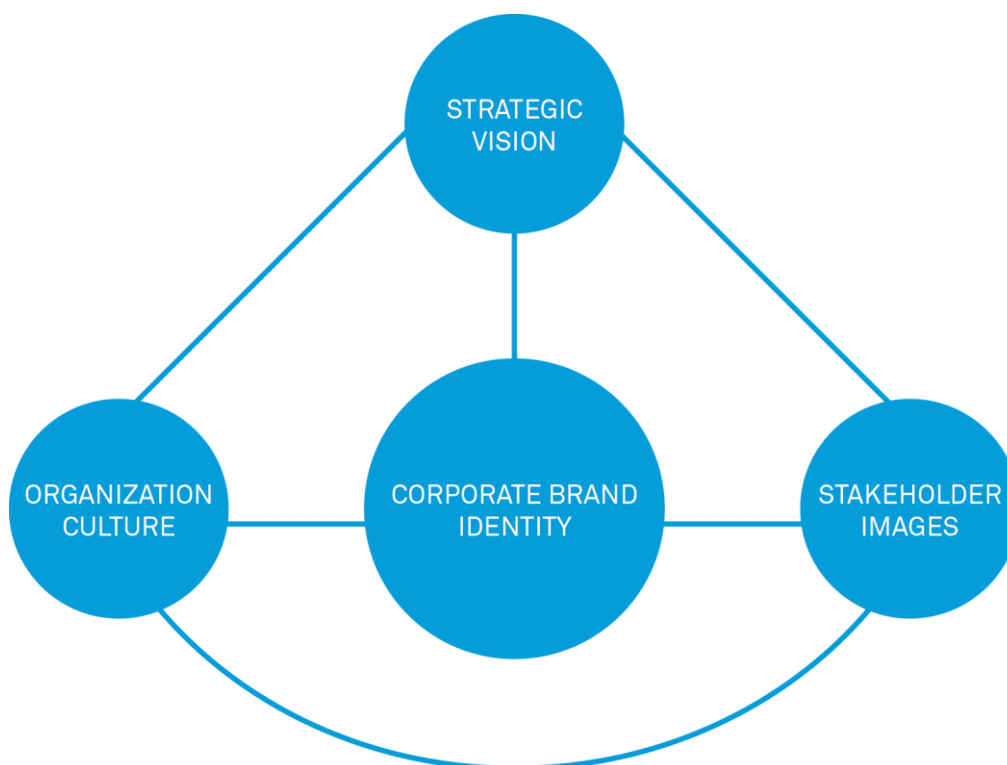 STRATEGIC
VISION
ORGANIZATION
CULTURE
CORPORATE BRAND
IDENTITY
STAKEHOLDER
IMAGES